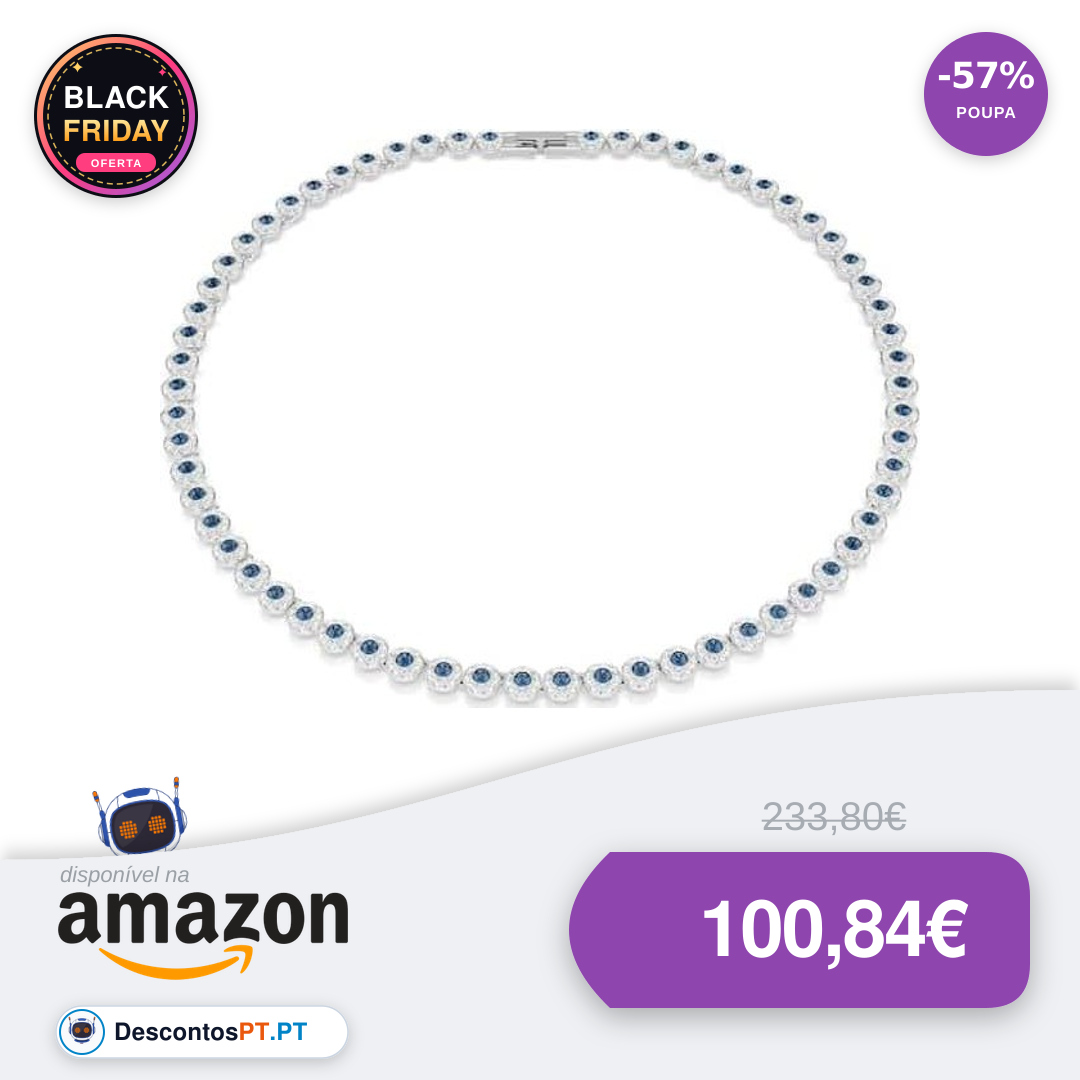 BLACK
FRIDAY
OFERTA
-57%
POUPA
233,80€
100,84€
disponível na
amazon
DescontosPT.PT